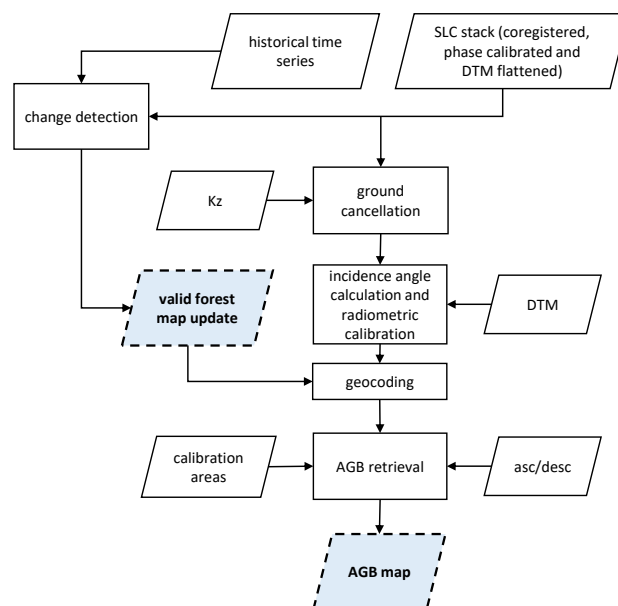 historical time
series
SLC stack (coregistered,
phase calibrated and
DTM flattened)
change detection
Kz
ground
cancellation
valid forest
map update
incidence angle
calculation and
radiometric
calibration
DTM
geocoding
calibration
areas
AGB retrieval
asc/desc
AGB map